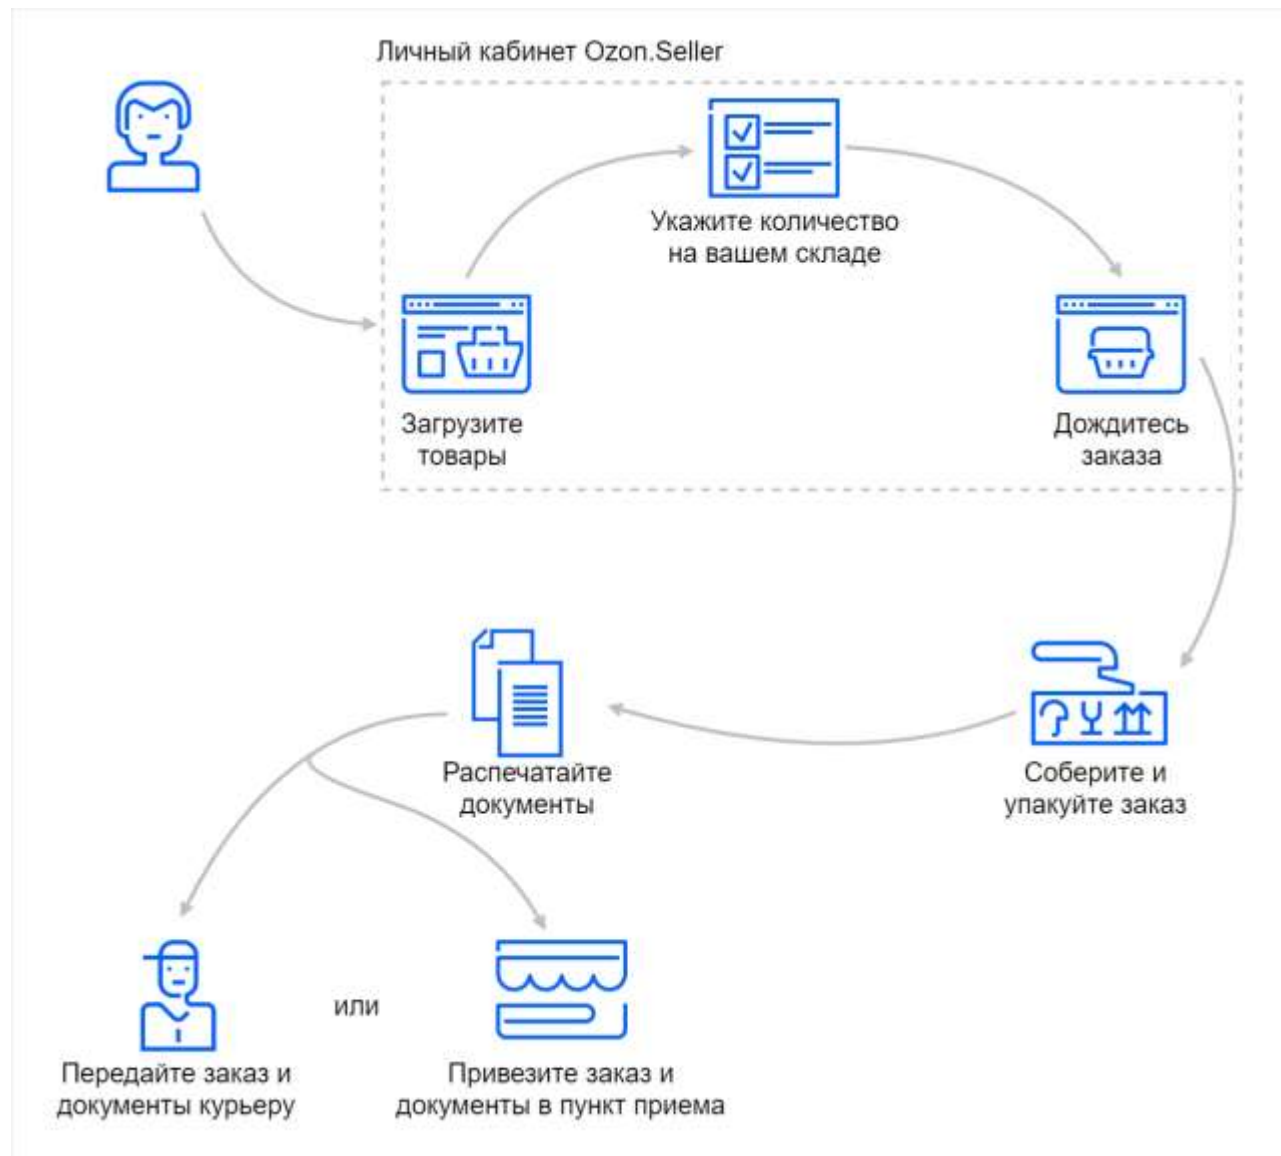 Личный кабинет Ozon.Seller
Укажите количество
на вашем складе
Загрузите
товары
Дождитесь
заказа
Соберите и
упакуйте заказ
Распечатайте
документы
Передайте заказ и
документы курьеру
или
Привезите заказ и
документы в пункт приема